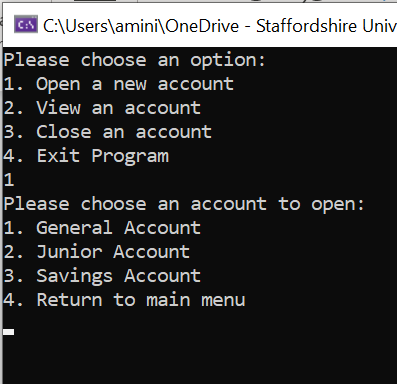 C:\Users\amini\OneDrive - Staffordshire Univ
Please choose an option:
1. Open a new account
2. View an account
3. Close an account
4. Exit Program
1
Please choose an account to open:
1. General Account
2. Junior Account
3. Savings Account
4. Return to main menu